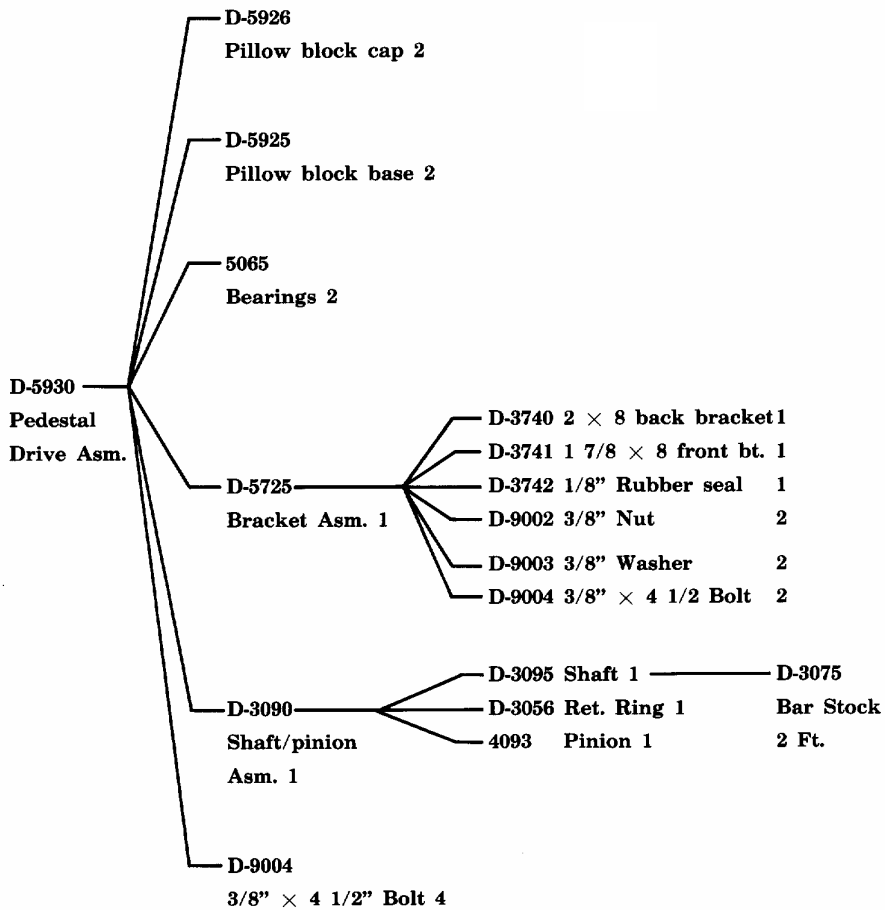 D-5926
Pillow block cap 2
D-5925
Pillow block base 2
5065
Bearings 2
D-5930
Pedestal
Drive Asm.
D-5725
Bracket Asm. 1
D-3740 2 × 8 back bracket 1
D-3741 1 7/8 × 8 front bt. 1
D-3742 1/8” Rubber seal 1
D-9002 3/8” Nut 2
D-9003 3/8” Washer 2
D-9004 3/8” × 4 1/2 Bolt 2
D-3090
Shaft/pinion
Asm. 1
D-3095 Shaft 1
D-3056 Ret. Ring 1
4093 Pinion 1
D-3075
Bar Stock
2 Ft.
D-9004
3/8” × 4 1/2” Bolt 4